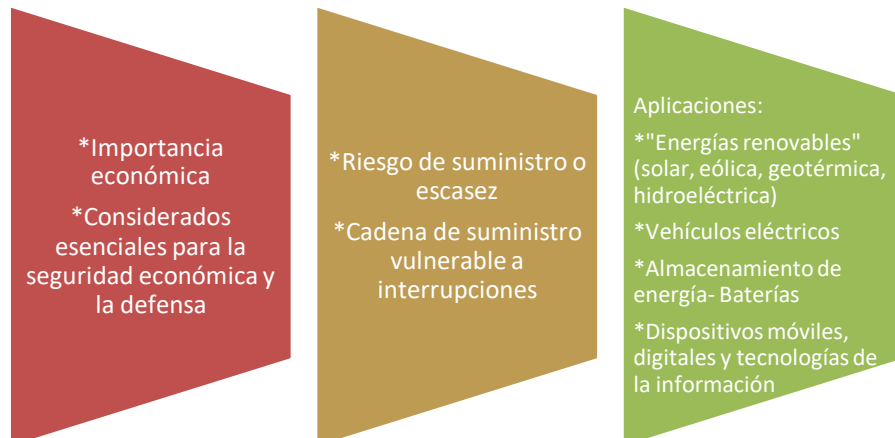 *Importancia
económica
*Considerados
esenciales para la
seguridad económica y
la defensa
*Riesgo de suministro o
escasez
*Cadena de suministro
vulnerable a
interrupciones
Aplicaciones:
*"Energías renovables"
(solar, eólica, geotérmica,
hidroeléctrica)
*Vehículos eléctricos
*Almacenamiento de
energía- Baterías
*Dispositivos móviles,
digitales y tecnologías de
la información